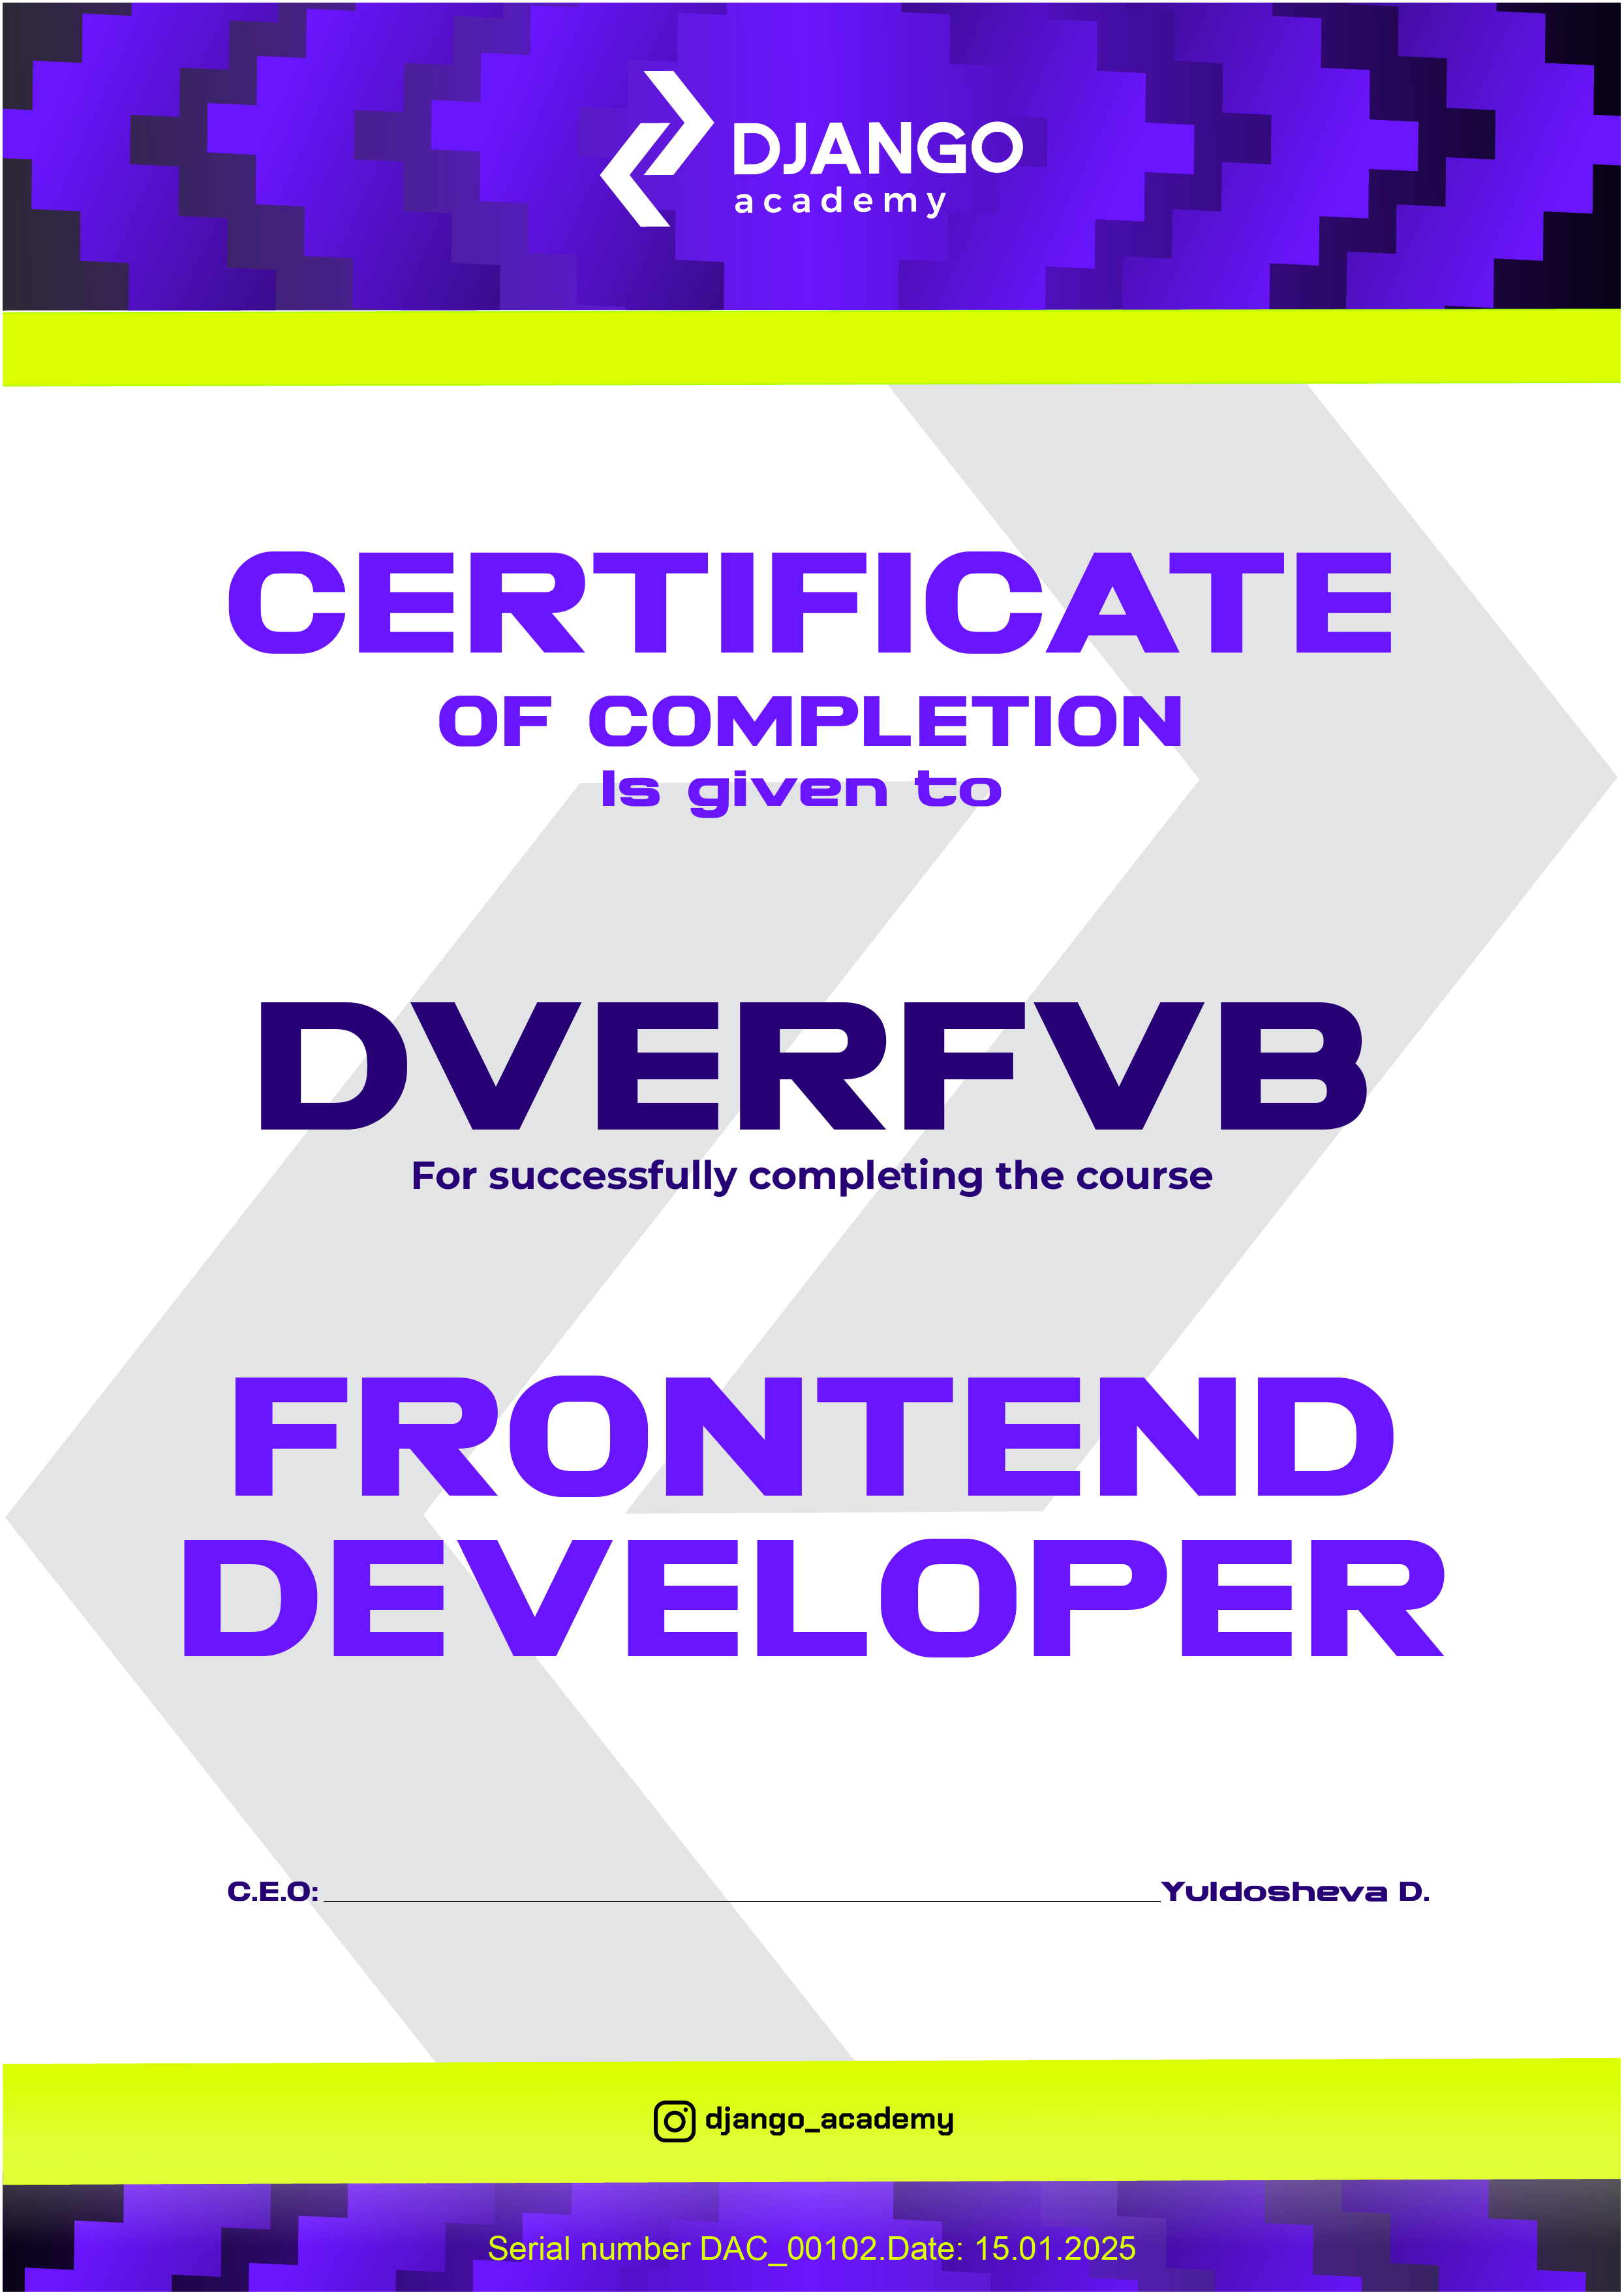 DJANGO
academy
CERTIFICATE
OF COMPLETION
Is given to
DVERFVB
For successfully completing the course
FRONTEND
DEVELOPER
C.E.O: Yuldosheva D.
django_academy
Serial number DAC_00102.Date: 15.01.2025